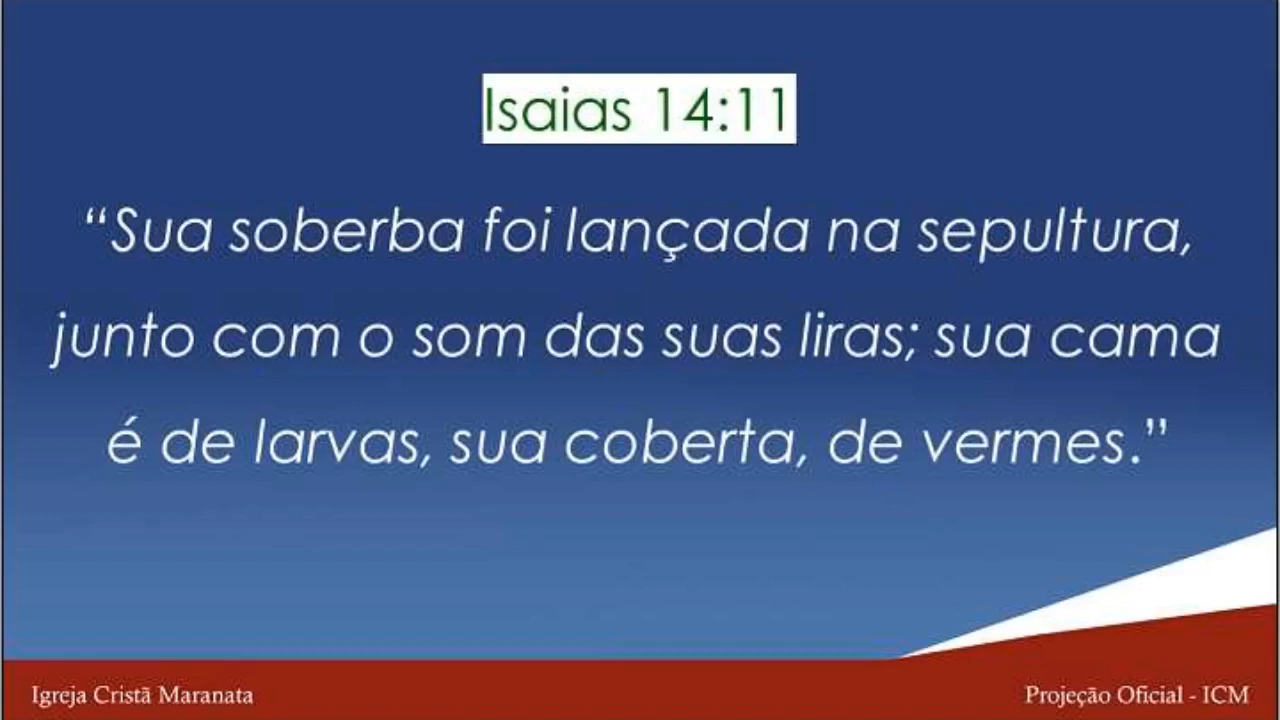 Isaias 14:11
“Sua soberba foi lançada na sepultura,
junto com o som das suas liras; sua cama
é de larvas, sua coberta, de vermes.”
Igreja Cristã Maranata
Projeção Oficial - ICM